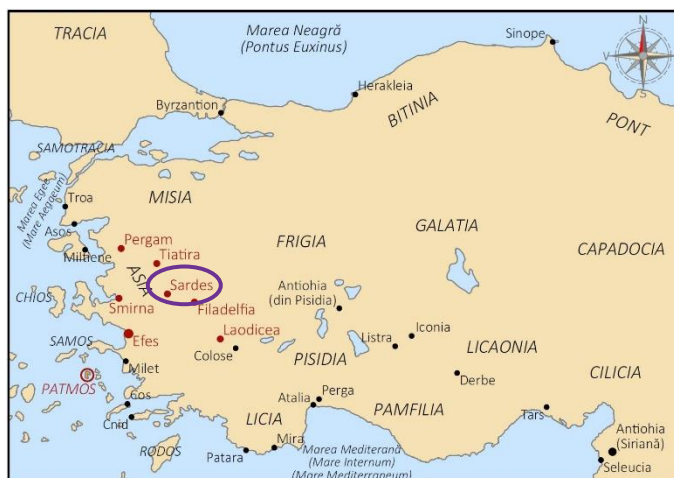 TRACIA
Marea Neagră
(Pontus Euxinus)
Sinope
N
V
E
S
Herakleia
Byrzantion
BITINIA
PONT
SAMOTRACIA
Marea Egee
(Mare Aegaeum)
Troa
MISIA
Asos
Militene
Pergam
Tiatira
FRIGIA
GALATIA
CAPADOCIA
ASIA
Sardes
CHIOS
Smirna
Filadelfia
Antiohia
(din Pisidia)
Efes
Laodicea
Iconia
SAMOS
Colose
Listra
Milet
PISIDIA
LICAONIA
PATMOS
Derbe
CILICIA
Cos
Atalia
Perga
Cnid
LICIA
PAMFILIA
Tars
RODOS
Mira
Antiohia
(Siriană)
Patara
Marea Mediterană
(Mare Internum)
(Mare Mediterraneum)
Seleucia